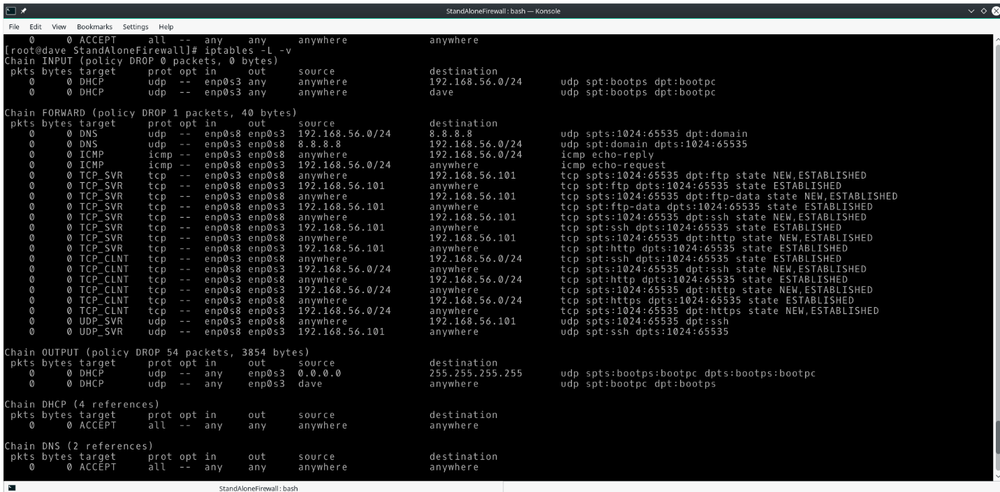 StandAloneFirewall : bash — Konsole
File Edit View Bookmarks Settings Help
    0     0 ACCEPT     all  --  any    any     anywhere             anywhere
[root@dave StandAloneFirewall]# iptables -L -v
Chain INPUT (policy DROP 0 packets, 0 bytes)
 pkts bytes target     prot opt in     out     source               destination
    0     0 DHCP       udp  --  enp0s3 any     anywhere             192.168.56.0/24      udp spt:bootps dpt:bootpc
    0     0 DHCP       udp  --  enp0s3 any     anywhere             dave                 udp spt:bootps dpt:bootpc
Chain FORWARD (policy DROP 1 packets, 40 bytes)
 pkts bytes target     prot opt in     out     source               destination
    0     0 DNS        udp  --  enp0s8 enp0s3  192.168.56.0/24      8.8.8.8              udp spts:1024:65535 dpt:domain
    0     0 DNS        udp  --  enp0s3 enp0s8  8.8.8.8              192.168.56.0/24      udp spt:domain dpts:1024:65535
    0     0 ICMP       icmp --  enp0s3 enp0s8  anywhere             192.168.56.0/24      icmp echo-reply
    0     0 ICMP       icmp --  enp0s8 enp0s3  192.168.56.0/24      anywhere             icmp echo-request
    0     0 TCP_SVR    tcp  --  enp0s3 enp0s8  anywhere             192.168.56.101       tcp spts:1024:65535 dpt:ftp state NEW,ESTABLISHED
    0     0 TCP_SVR    tcp  --  enp0s8 enp0s3  192.168.56.101       anywhere             tcp spt:ftp dpts:1024:65535 state ESTABLISHED
    0     0 TCP_SVR    tcp  --  enp0s3 enp0s8  anywhere             192.168.56.101       tcp spts:1024:65535 dpt:ftp-data state NEW,ESTABLISHED
    0     0 TCP_SVR    tcp  --  enp0s8 enp0s3  192.168.56.101       anywhere             tcp spt:ftp-data dpts:1024:65535 state ESTABLISHED
    0     0 TCP_SVR    tcp  --  enp0s3 enp0s8  anywhere             192.168.56.101       tcp spts:1024:65535 dpt:ssh state NEW,ESTABLISHED
    0     0 TCP_SVR    tcp  --  enp0s8 enp0s3  192.168.56.101       anywhere             tcp spt:ssh dpts:1024:65535 state ESTABLISHED
    0     0 TCP_SVR    tcp  --  enp0s3 enp0s8  anywhere             192.168.56.101       tcp spts:1024:65535 dpt:http state NEW,ESTABLISHED
    0     0 TCP_SVR    tcp  --  enp0s8 enp0s3  192.168.56.101       anywhere             tcp spt:http dpts:1024:65535 state ESTABLISHED
    0     0 TCP_CLNT   tcp  --  enp0s3 enp0s8  anywhere             192.168.56.0/24      tcp spt:ssh dpts:1024:65535 state ESTABLISHED
    0     0 TCP_CLNT   tcp  --  enp0s8 enp0s3  192.168.56.0/24      anywhere             tcp spts:1024:65535 dpt:ssh state NEW,ESTABLISHED
    0     0 TCP_CLNT   tcp  --  enp0s3 enp0s8  anywhere             192.168.56.0/24      tcp spt:http dpts:1024:65535 state ESTABLISHED
    0     0 TCP_CLNT   tcp  --  enp0s8 enp0s3  192.168.56.0/24      anywhere             tcp spts:1024:65535 dpt:http state NEW,ESTABLISHED
    0     0 TCP_CLNT   tcp  --  enp0s3 enp0s8  anywhere             192.168.56.0/24      tcp spt:https dpts:1024:65535 state ESTABLISHED
    0     0 TCP_CLNT   tcp  --  enp0s8 enp0s3  192.168.56.0/24      anywhere             tcp spts:1024:65535 dpt:https state NEW,ESTABLISHED
    0     0 UDP_SVR    udp  --  enp0s3 enp0s8  anywhere             192.168.56.101       udp spts:1024:65535 dpt:ssh
    0     0 UDP_SVR    udp  --  enp0s8 enp0s3  192.168.56.101       anywhere             udp spt:ssh dpts:1024:65535
Chain OUTPUT (policy DROP 54 packets, 3854 bytes)
 pkts bytes target     prot opt in     out     source               destination
    0     0 DHCP       udp  --  any    enp0s3  0.0.0.0              255.255.255.255      udp spts:bootps:bootpc dpts:bootps:bootpc
    0     0 DHCP       udp  --  any    enp0s3  dave                 anywhere             udp spt:bootpc dpt:bootps
Chain DHCP (4 references)
 pkts bytes target     prot opt in     out     source               destination
    0     0 ACCEPT     all  --  any    any     anywhere             anywhere
Chain DNS (2 references)
 pkts bytes target     prot opt in     out     source               destination
    0     0 ACCEPT     all  --  any    any     anywhere             anywhere
StandAloneFirewall : bash